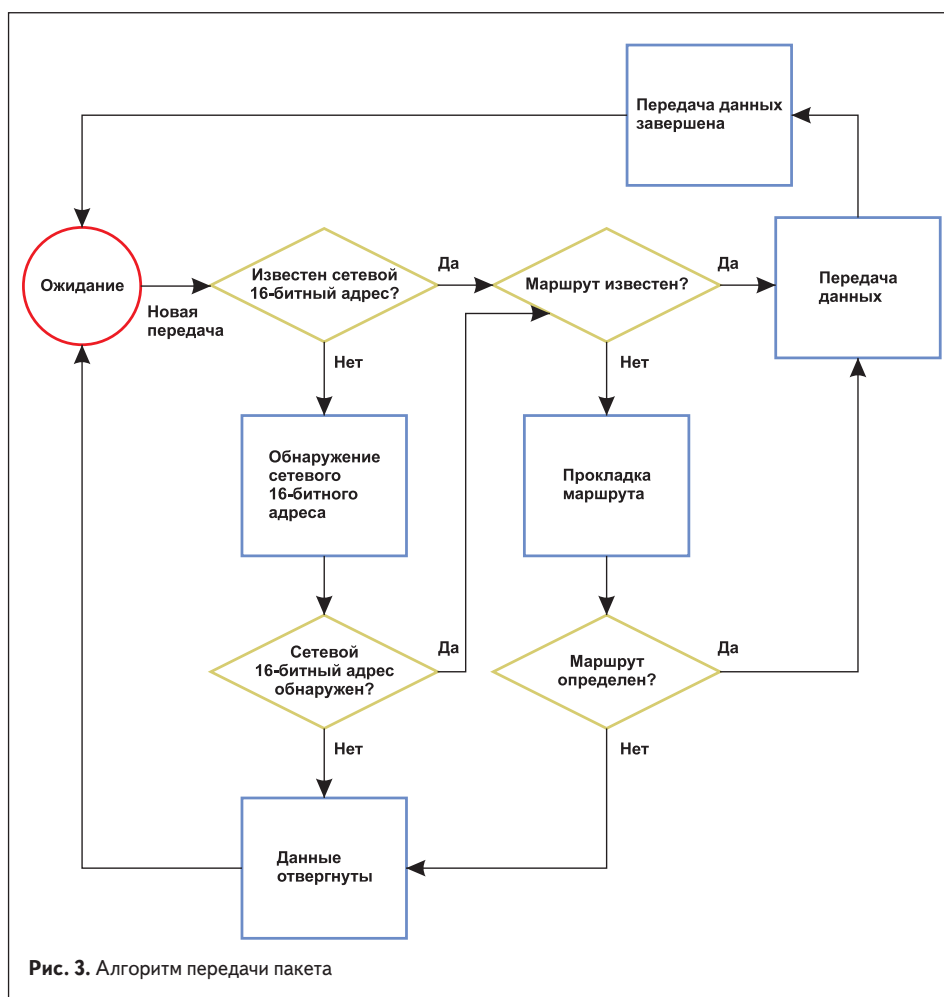 Передача данных
завершена
Ожидание
Новая
передача
Известен сетевой
16-битный адрес?
Да
Маршрут известен?
Да
Передача
данных
Нет
Нет
Обнаружение
сетевого
16-битного
адреса
Прокладка
маршрута
Сетевой
16-битный адрес
обнаружен?
Да
Маршрут
определен?
Да
Нет
Нет
Данные
отвергнуты
Рис. 3. Алгоритм передачи пакета